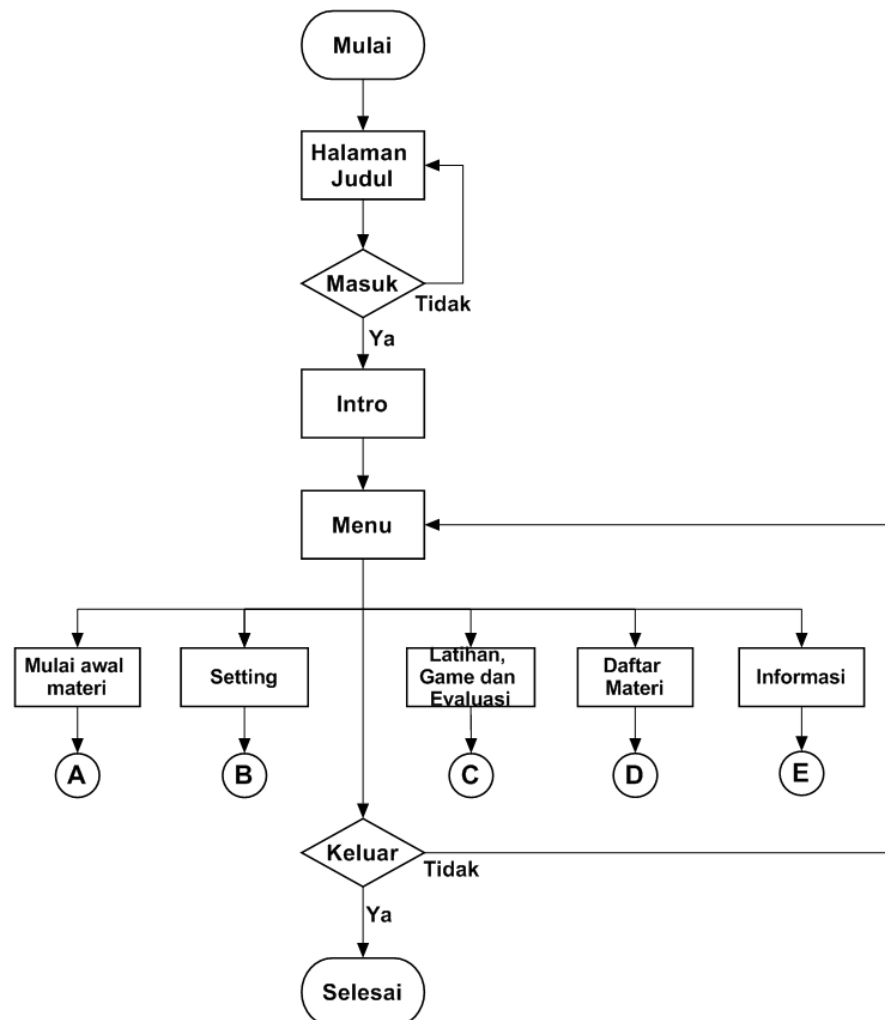 Mulai
Halaman
Judul
Masuk
Tidak
Ya
Intro
Menu
Mulai awal
materi
Setting
Latihan,
Game dan
Evaluasi
Daftar
Materi
Informasi
A
B
C
D
E
Keluar
Tidak
Ya
Selesai